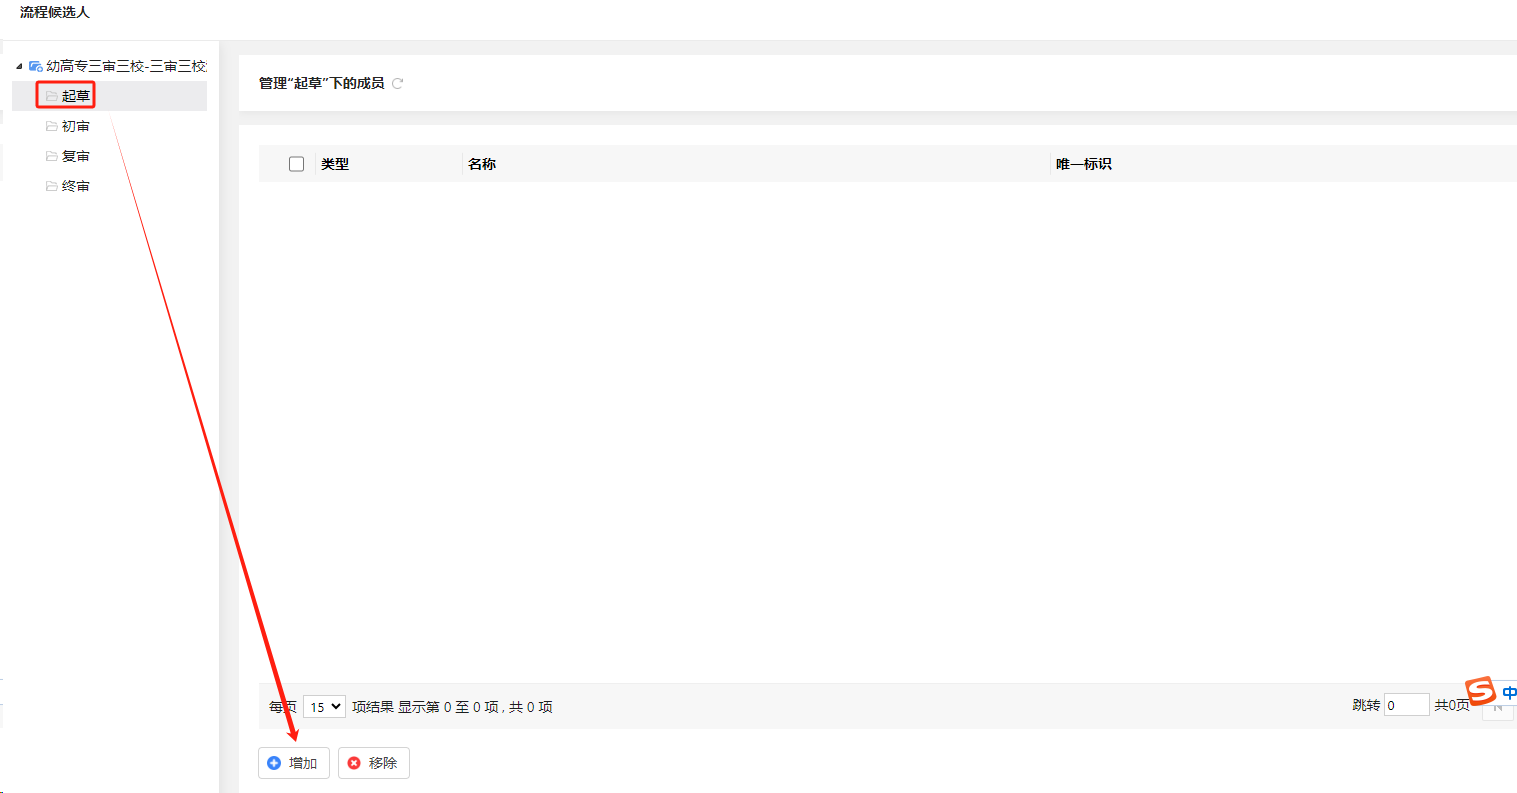 流程候选人
幼高专三审三校-三审三校
起草
初审
复审
终审
管理“起草”下的成员
类型 名称 唯一标识
每页 15 项结果 显示第 0 至 0 项 , 共 0 项
跳转 0 共0页
中
增加 移除